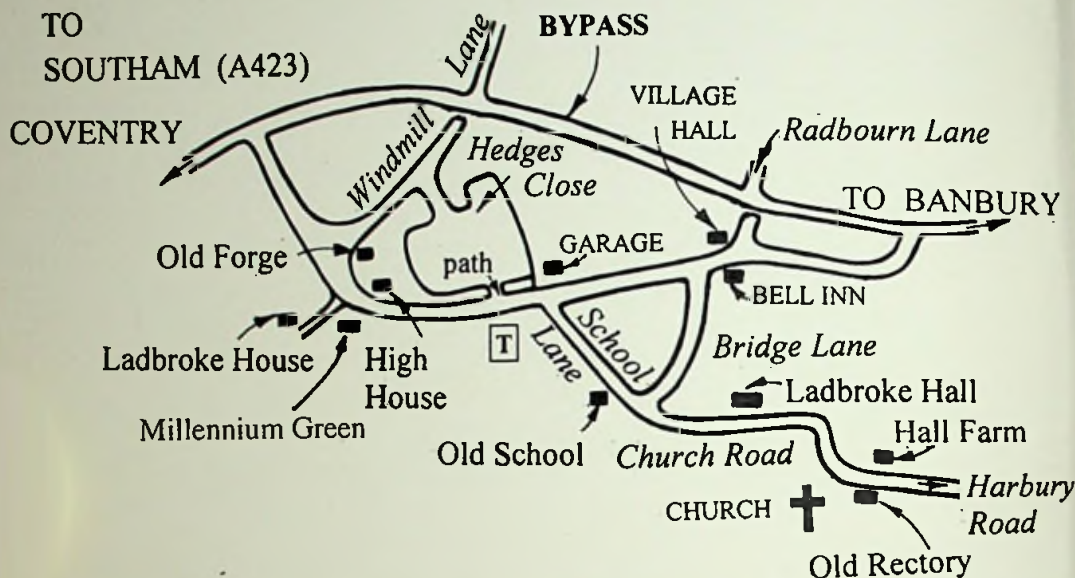 TO
SOUTHAM (A423)
COVENTRY
Lane
BYPASS
VILLAGE
HALL
Radbourn Lane
TO BANBURY
Windmill
Hedges
Close
Old Forge
path
GARAGE
BELL INN
T
School
Lane
Bridge Lane
Ladbroke House
High
House
Millennium Green
Ladbroke Hall
Old School
Church Road
Hall Farm
Harbury
Road
CHURCH
Old Rectory